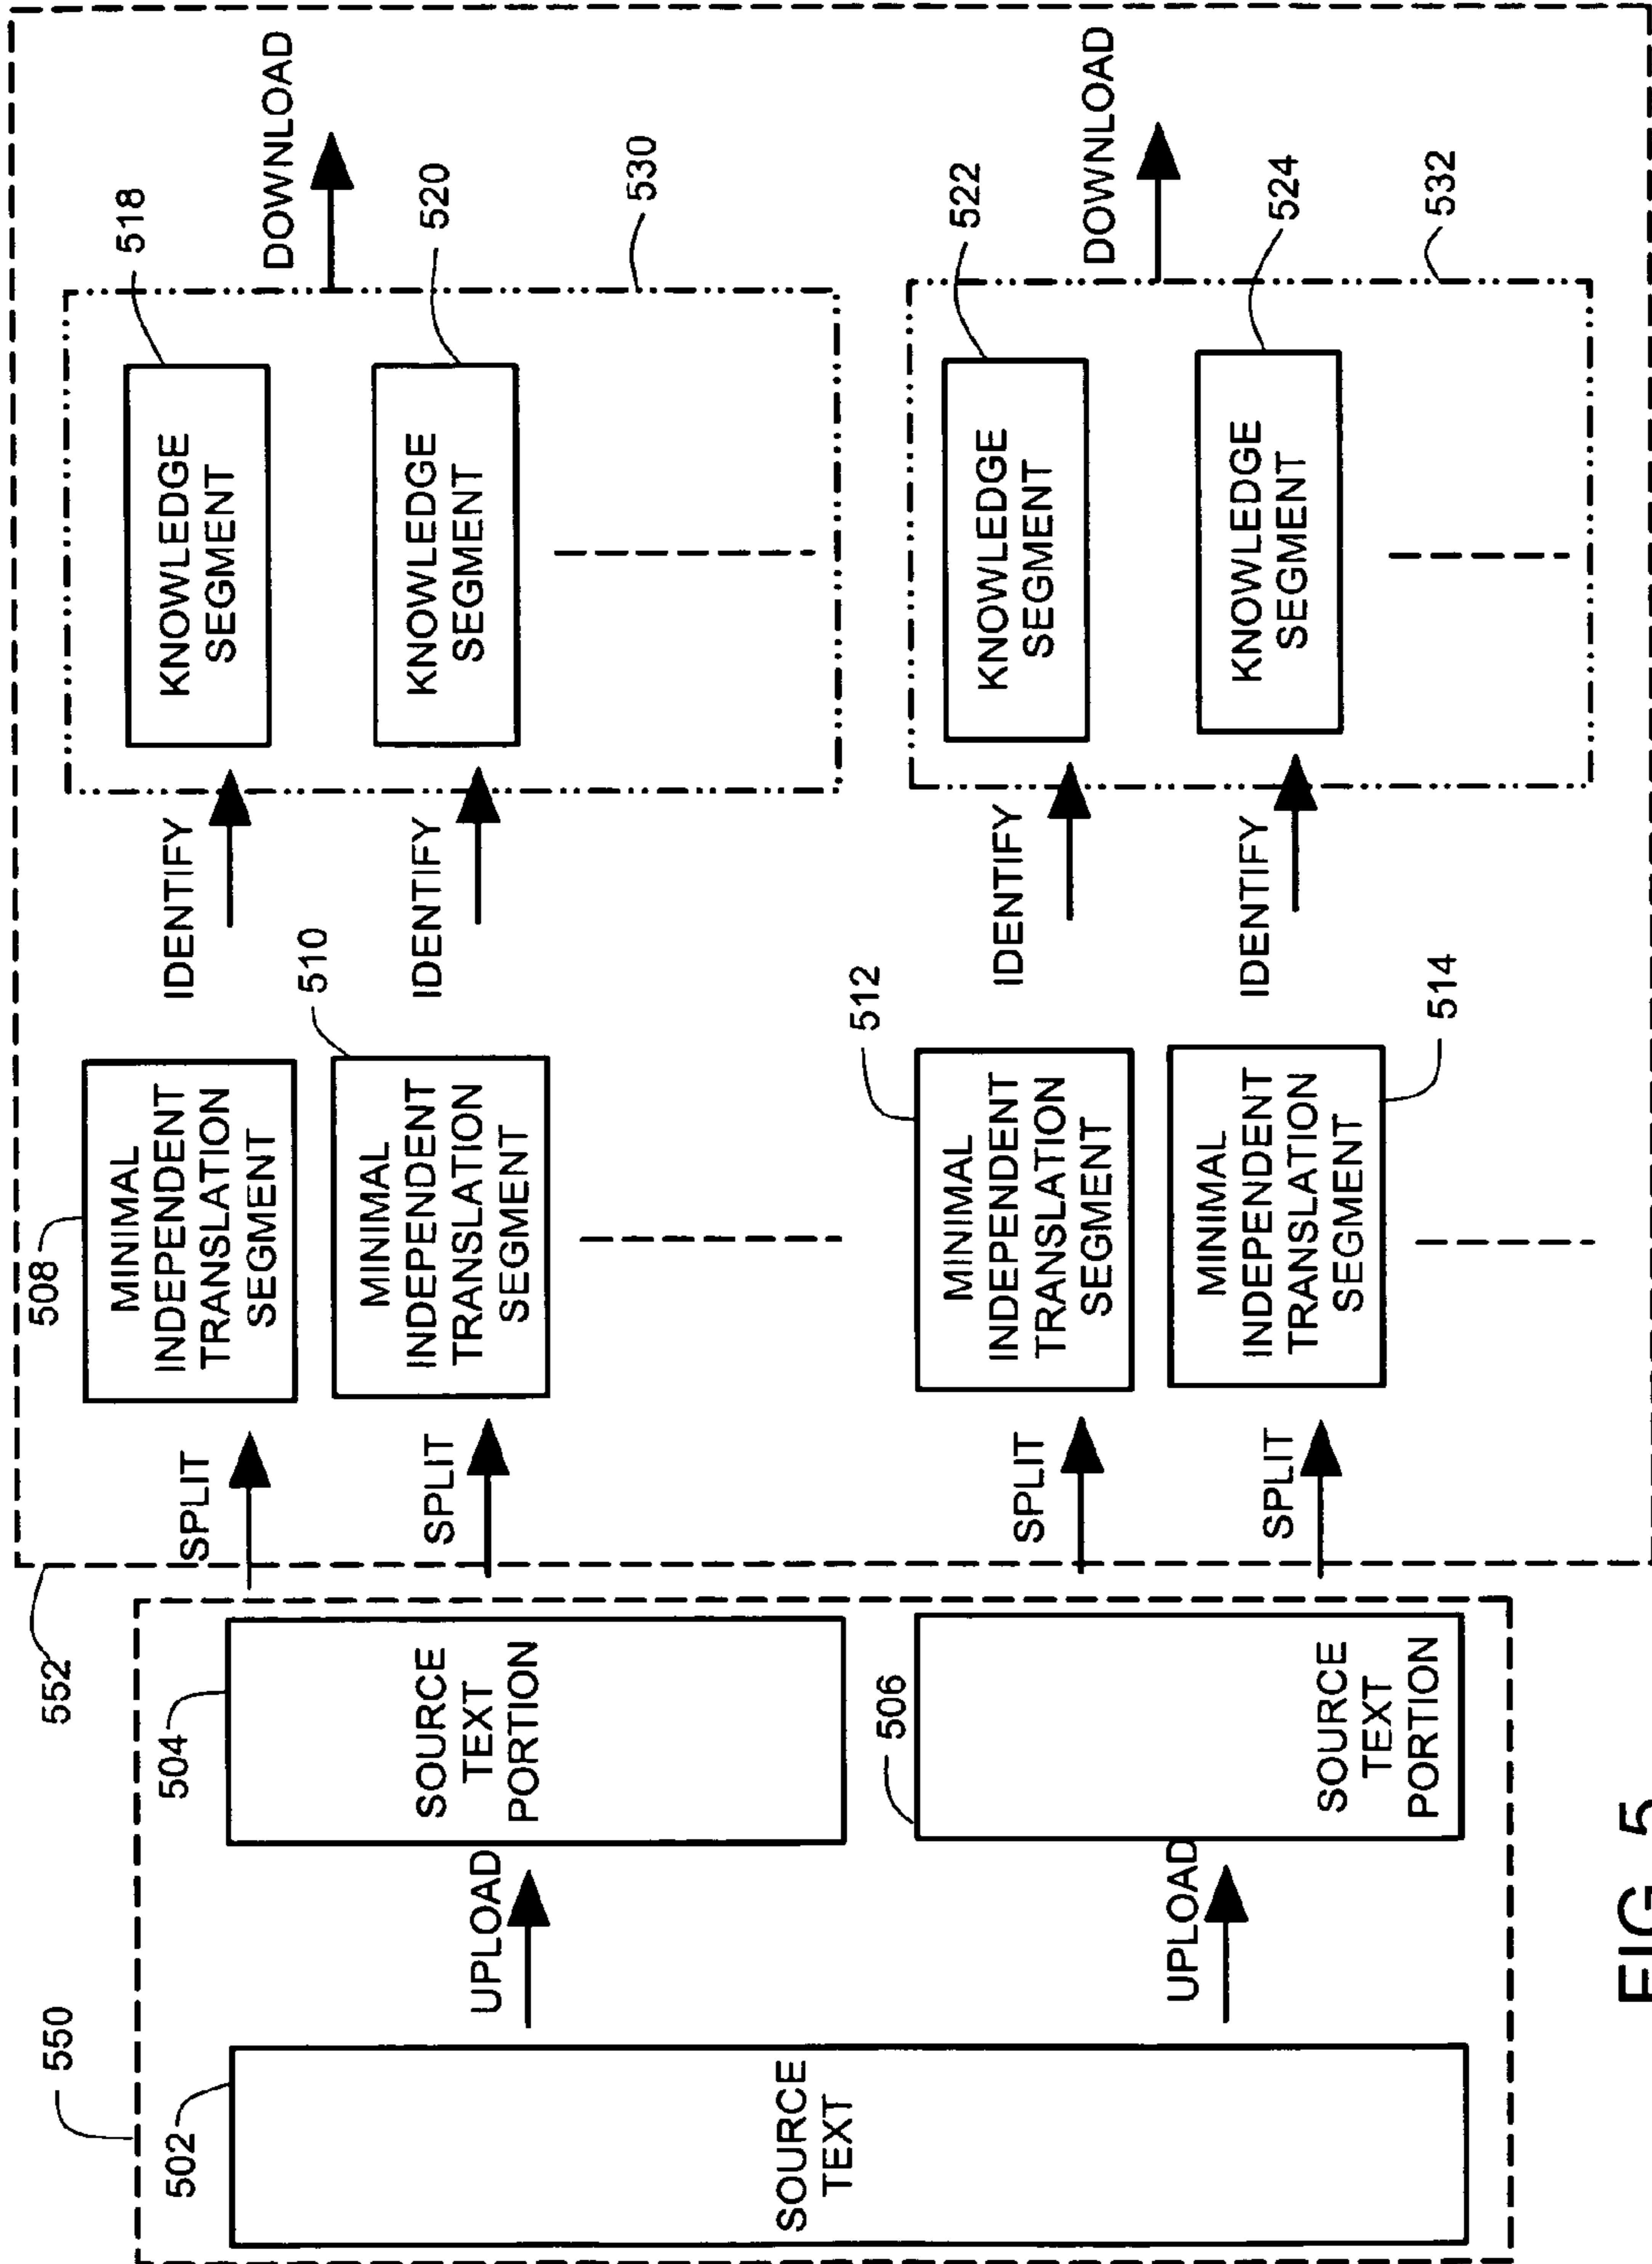 550
502
SOURCE
TEXT
UPLOAD
UPLOAD
504
SOURCE
TEXT
PORTION
506
SOURCE
TEXT
PORTION
552
SPLIT
SPLIT
SPLIT
SPLIT
508
MINIMAL
INDEPENDENT
TRANSLATION
SEGMENT
510
MINIMAL
INDEPENDENT
TRANSLATION
SEGMENT
512
MINIMAL
INDEPENDENT
TRANSLATION
SEGMENT
514
MINIMAL
INDEPENDENT
TRANSLATION
SEGMENT
IDENTIFY
IDENTIFY
IDENTIFY
IDENTIFY
518
KNOWLEDGE
SEGMENT
520
KNOWLEDGE
SEGMENT
530
522
KNOWLEDGE
SEGMENT
524
KNOWLEDGE
SEGMENT
532
DOWNLOAD
DOWNLOAD
FIG. 5